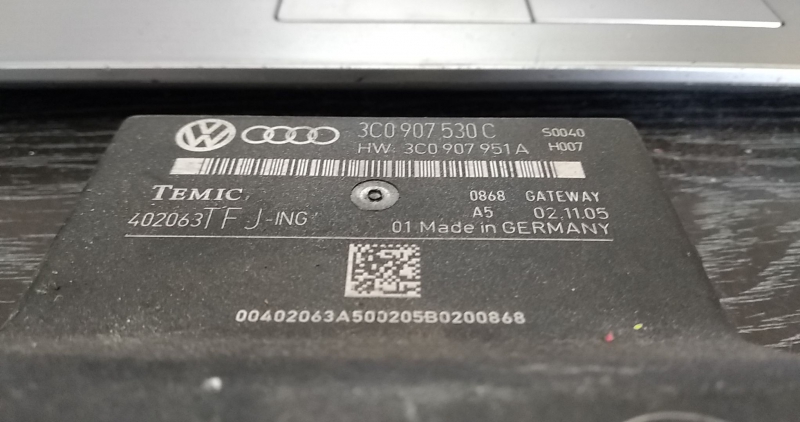 3C0 907 530 C S0040
HW: 3C0 907 951 A H007
TEMIC 0868 GATEWAY
402063TFJ-ING A5 02.11.05
01 Made in GERMANY
00402063A500205B0200868